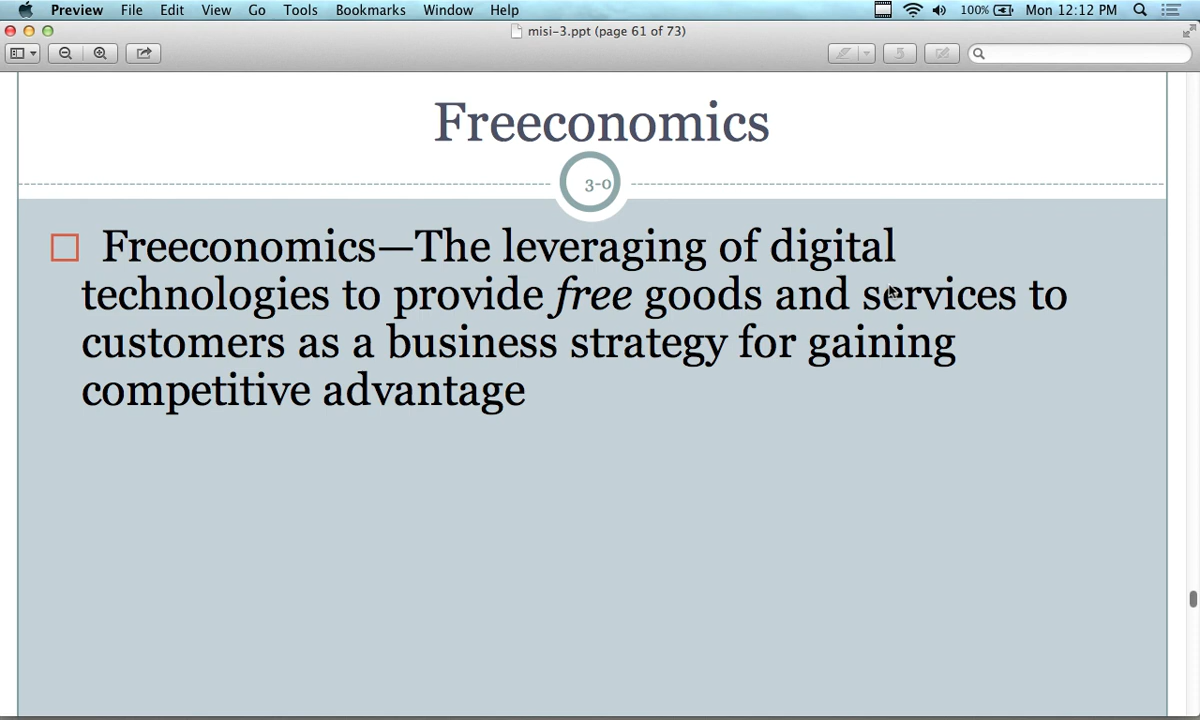 Preview File Edit View Go Tools Bookmarks Window Help 100% Mon 12:12 PM
misi-3.ppt (page 61 of 73)
Freeconomics
3-0
Freeconomics—The leveraging of digital
technologies to provide free goods and services to
customers as a business strategy for gaining
competitive advantage